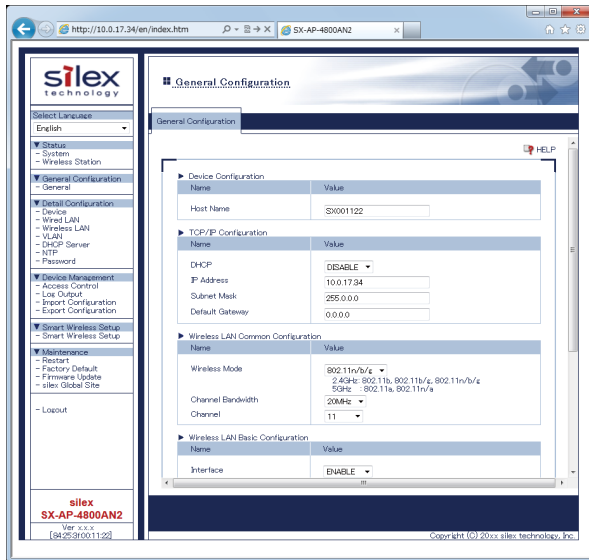 http://10.0.17.34/en/index.htm
SX-AP-4800AN2
silex
technology
Select Language
English
▼ Status
– System
– Wireless Station
▼ General Configuration
– General
▼ Detail Configuration
– Device
– Wired LAN
– Wireless LAN
– VLAN
– DHCP Server
– NTP
– Password
▼ Device Management
– Access Control
– Log Output
– Import Configuration
– Export Configuration
▼ Smart Wireless Setup
– Smart Wireless Setup
▼ Maintenance
– Restart
– Factory Default
– Firmware Update
– silex Global Site
– Logout
silex
SX-AP-4800AN2
Ver x.x.x
[84:25:3f:00:11:22]
General Configuration
General Configuration
HELP
▶ Device Configuration
Name Value
Host Name SX001122
▶ TCP/IP Configuration
Name Value
DHCP DISABLE
IP Address 10.0.17.34
Subnet Mask 255.0.0.0
Default Gateway 0.0.0.0
▶ Wireless LAN Common Configuration
Name Value
Wireless Mode 802.11n/b/g
2.4GHz: 802.11b, 802.11b/g, 802.11n/b/g
5GHz : 802.11a, 802.11n/a
Channel Bandwidth 20MHz
Channel 11
▶ Wireless LAN Basic Configuration
Name Value
Interface ENABLE
Copyright (C) 20xx silex technology, Inc.